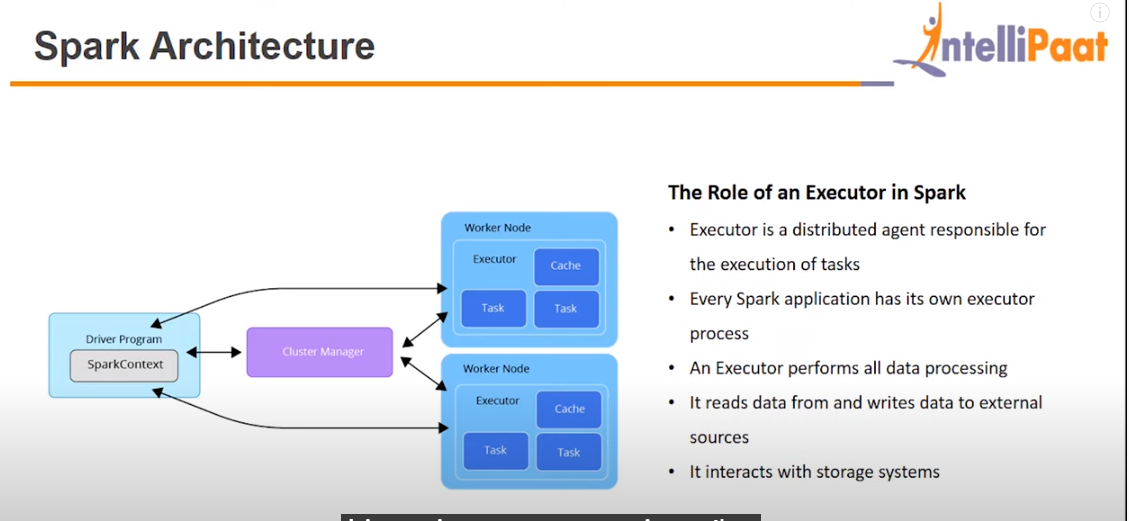 Spark Architecture
IntelliPaat
The Role of an Executor in Spark
• Executor is a distributed agent responsible for
the execution of tasks
• Every Spark application has its own executor
process
• An Executor performs all data processing
• It reads data from and writes data to external
sources
• It interacts with storage systems
Driver Program
SparkContext
Cluster Manager
Worker Node
Executor
Cache
Task
Task
Worker Node
Executor
Cache
Task
Task